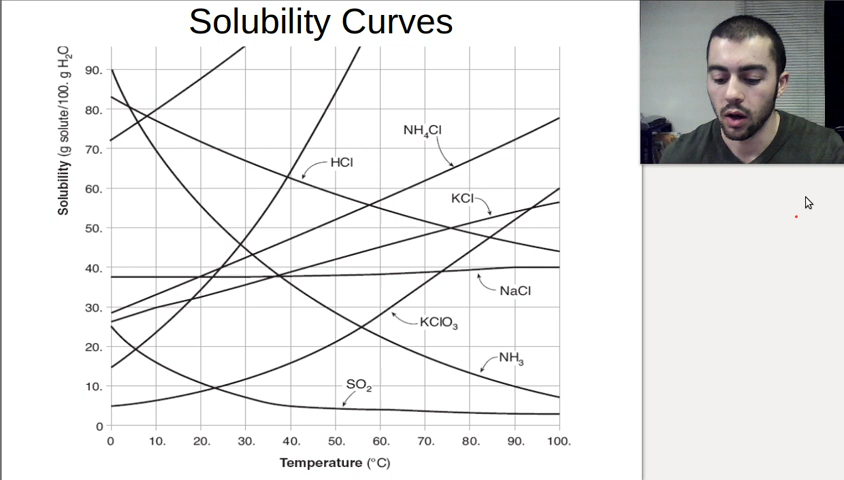 Solubility Curves
Solubility (g solute/100. g H₂O
90.
80.
70.
60.
50.
40.
30.
20.
10.
0
NH₄Cl
HCl
KCl
NaCl
KClO₃
NH₃
SO₂
0 10. 20. 30. 40. 50. 60. 70. 80. 90. 100.
Temperature (°C)